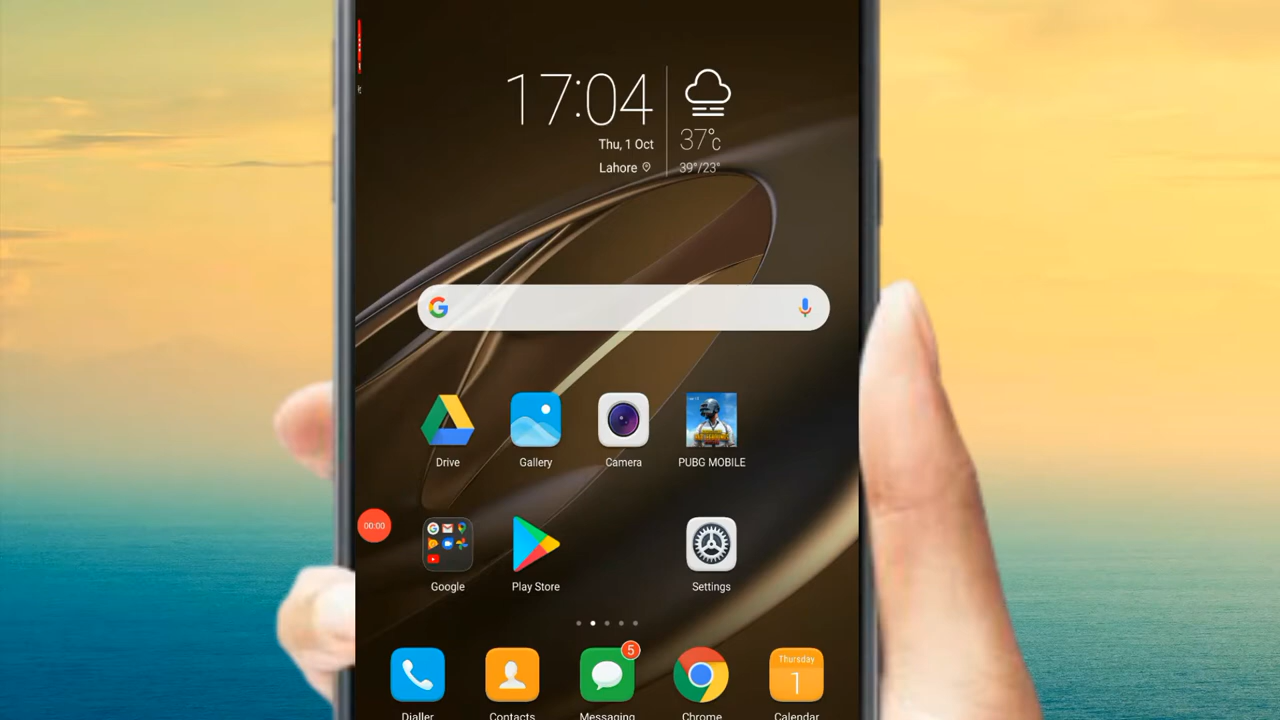 17:04
Thu, 1 Oct
Lahore
37°c
39°/23°
Drive
Gallery
Camera
PUBG MOBILE
00:00
Google
Play Store
Settings
5
Thursday
1
Dialler
Contacts
Messaging
Chrome
Calendar